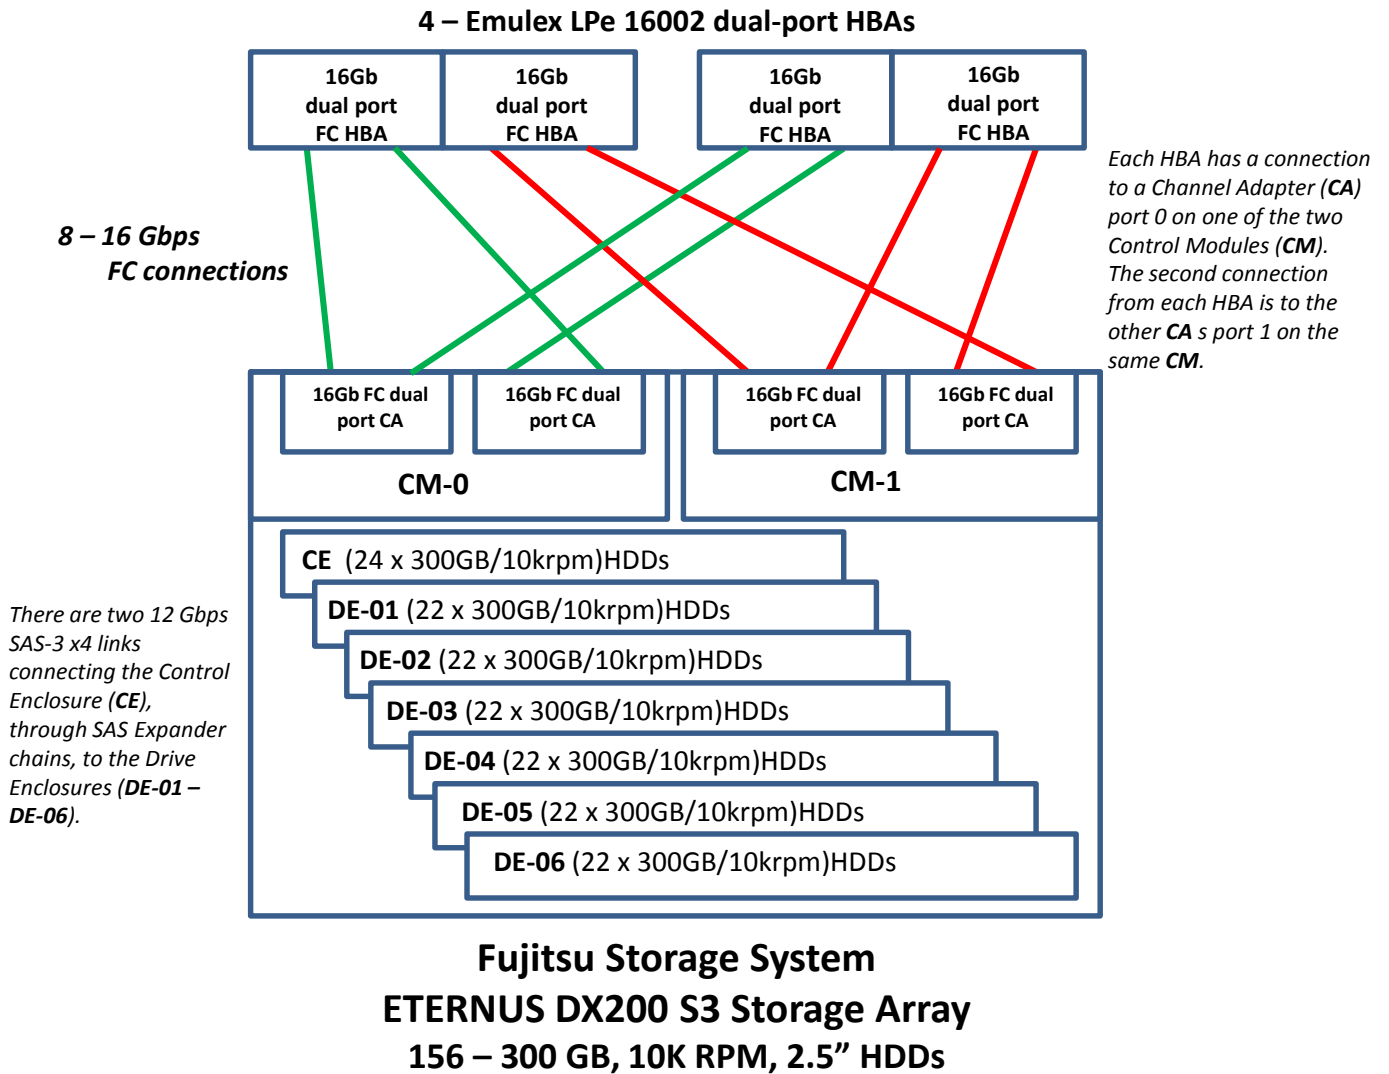 4 – Emulex LPe 16002 dual-port HBAs
16Gb
dual port
FC HBA
16Gb
dual port
FC HBA
16Gb
dual port
FC HBA
16Gb
dual port
FC HBA
8 – 16 Gbps
FC connections
Each HBA has a connection
to a Channel Adapter (CA)
port 0 on one of the two
Control Modules (CM).
The second connection
from each HBA is to the
other CA s port 1 on the
same CM.
16Gb FC dual
port CA
16Gb FC dual
port CA
16Gb FC dual
port CA
16Gb FC dual
port CA
CM-0
CM-1
CE (24 x 300GB/10krpm)HDDs
DE-01 (22 x 300GB/10krpm)HDDs
DE-02 (22 x 300GB/10krpm)HDDs
DE-03 (22 x 300GB/10krpm)HDDs
DE-04 (22 x 300GB/10krpm)HDDs
DE-05 (22 x 300GB/10krpm)HDDs
DE-06 (22 x 300GB/10krpm)HDDs
There are two 12 Gbps
SAS-3 x4 links
connecting the Control
Enclosure (CE),
through SAS Expander
chains, to the Drive
Enclosures (DE-01 –
DE-06).
Fujitsu Storage System
ETERNUS DX200 S3 Storage Array
156 – 300 GB, 10K RPM, 2.5” HDDs